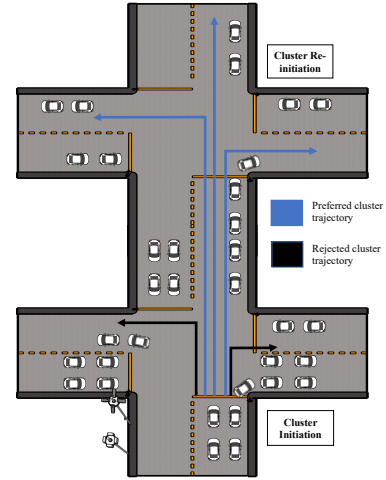 Cluster Re-
initiation
Preferred cluster
trajectory
Rejected cluster
trajectory
Cluster
Initiation